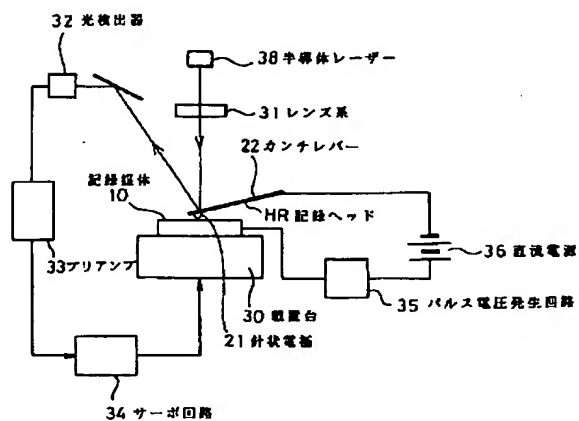 32 光検出器
38 半導体レーザー
31 レンズ系
22 カンチレバー
記録媒体
10
HR 記録ヘッド
36 直流電源
33 プリアンプ
30 載置台
35 パルス電圧発生回路
21 針状電極
34 サーボ回路